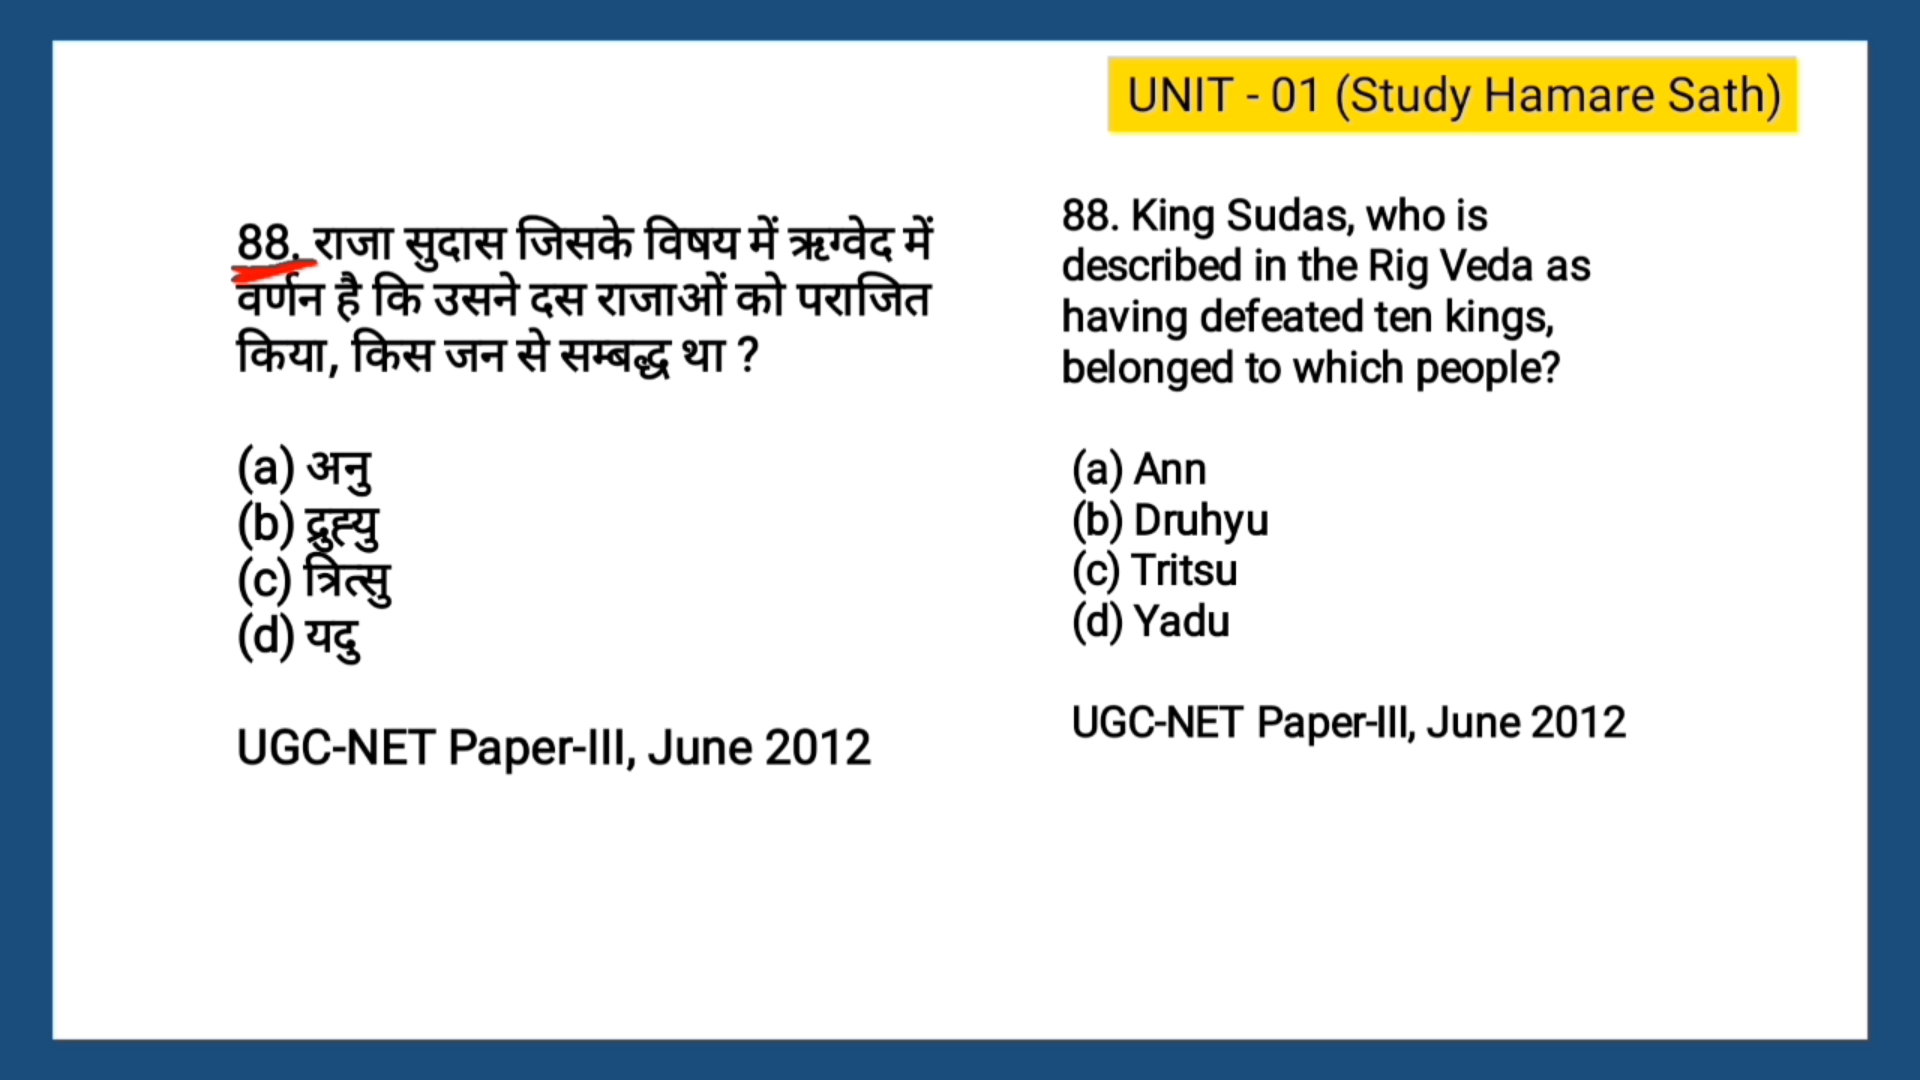 UNIT - 01 (Study Hamare Sath)
88. राजा सुदास जिसके विषय में ऋग्वेद में
वर्णन है कि उसने दस राजाओं को पराजित
किया, किस जन से सम्बद्ध था ?
(a) अनु
(b) द्रुह्यु
(c) त्रित्सु
(d) यदु
UGC-NET Paper-III, June 2012
88. King Sudas, who is
described in the Rig Veda as
having defeated ten kings,
belonged to which people?
(a) Ann
(b) Druhyu
(c) Tritsu
(d) Yadu
UGC-NET Paper-III, June 2012